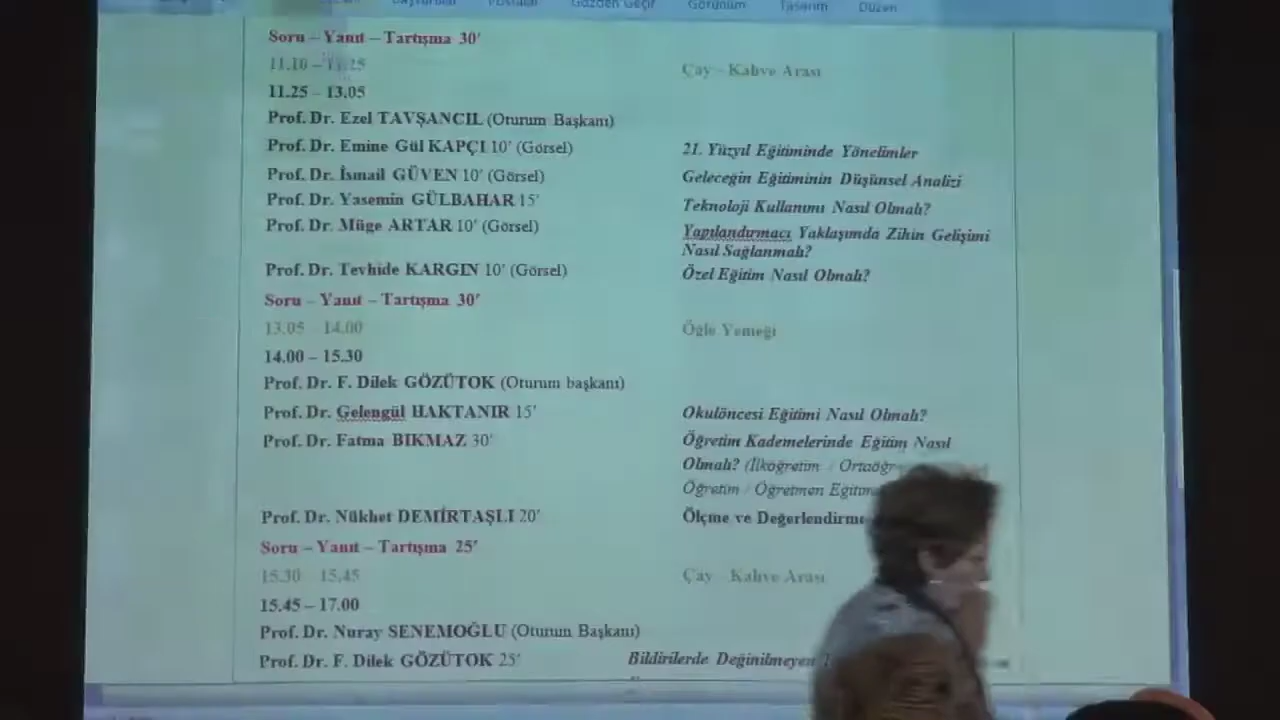 Başvurular Postalar Gözden Geçir Görünüm Tasarım Düzen
Soru – Yanıt – Tartışma 30'
11.10 – 11.25 Çay - Kahve Arası
11.25 – 13.05
Prof. Dr. Ezel TAVŞANCIL (Oturum Başkanı)
Prof. Dr. Emine Gül KAPÇI 10' (Görsel) 21. Yüzyıl Eğitiminde Yönelimler
Prof. Dr. İsmail GÜVEN 10' (Görsel) Geleceğin Eğitiminin Düşünsel Analizi
Prof. Dr. Yasemin GÜLBAHAR 15' Teknoloji Kullanımı Nasıl Olmalı?
Prof. Dr. Müge ARTAR 10' (Görsel) Yapılandırmacı Yaklaşımda Zihin Gelişimi
Nasıl Sağlanmalı?
Prof. Dr. Tevhide KARGIN 10' (Görsel) Özel Eğitim Nasıl Olmalı?
Soru – Yanıt – Tartışma 30'
13.05 – 14.00 Öğle Yemeği
14.00 – 15.30
Prof. Dr. F. Dilek GÖZÜTOK (Oturum başkanı)
Prof. Dr. Gelengül HAKTANIR 15' Okulöncesi Eğitimi Nasıl Olmalı?
Prof. Dr. Fatma BIKMAZ 30' Öğretim Kademelerinde Eğitim Nasıl
Olmalı? (İlköğretim / Ortaöğr
Öğretim / Öğretmen Eğitim
Prof. Dr. Nükhet DEMİRTAŞLI 20' Ölçme ve Değerlendirme
Soru – Yanıt – Tartışma 25'
15.30 – 15.45 Çay - Kahve Arası
15.45 – 17.00
Prof. Dr. Nuray SENEMOĞLU (Oturum Başkanı)
Prof. Dr. F. Dilek GÖZÜTOK 25' Bildirilerde Değinilmeyen